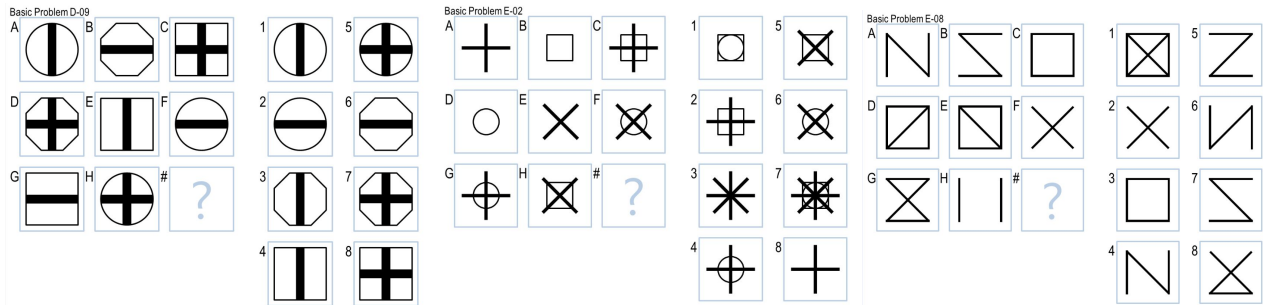 Basic Problem D-09
A B C
1 5
D E F
2 6
G H # ?
3 7
4 8
Basic Problem E-02
A B C
1 5
D E F
2 6
G H # ?
3 7
4 8
Basic Problem E-08
A B C
1 5
D E F
2 6
G H # ?
3 7
4 8